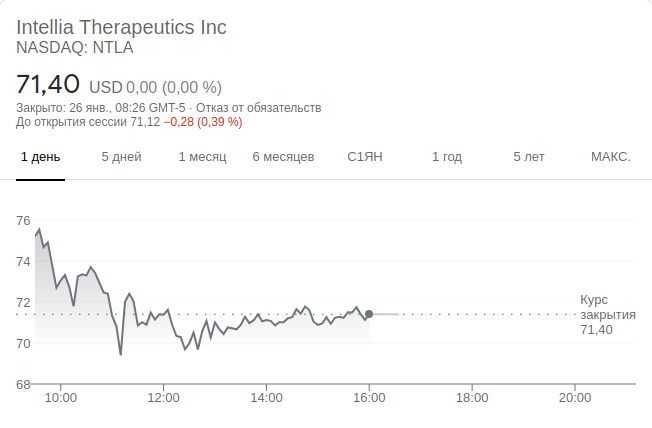 Intellia Therapeutics Inc
NASDAQ: NTLA
71,40 USD 0,00 (0,00 %)
Закрыто: 26 янв., 08:26 GMT-5 · Отказ от обязательств
До открытия сессии 71,12 −0,28 (0,39 %)
1 день 5 дней 1 месяц 6 месяцев С1ЯН 1 год 5 лет МАКС.
76
74
72
70
68
Курс
закрытия
71,40
10:00 12:00 14:00 16:00 18:00 20:00